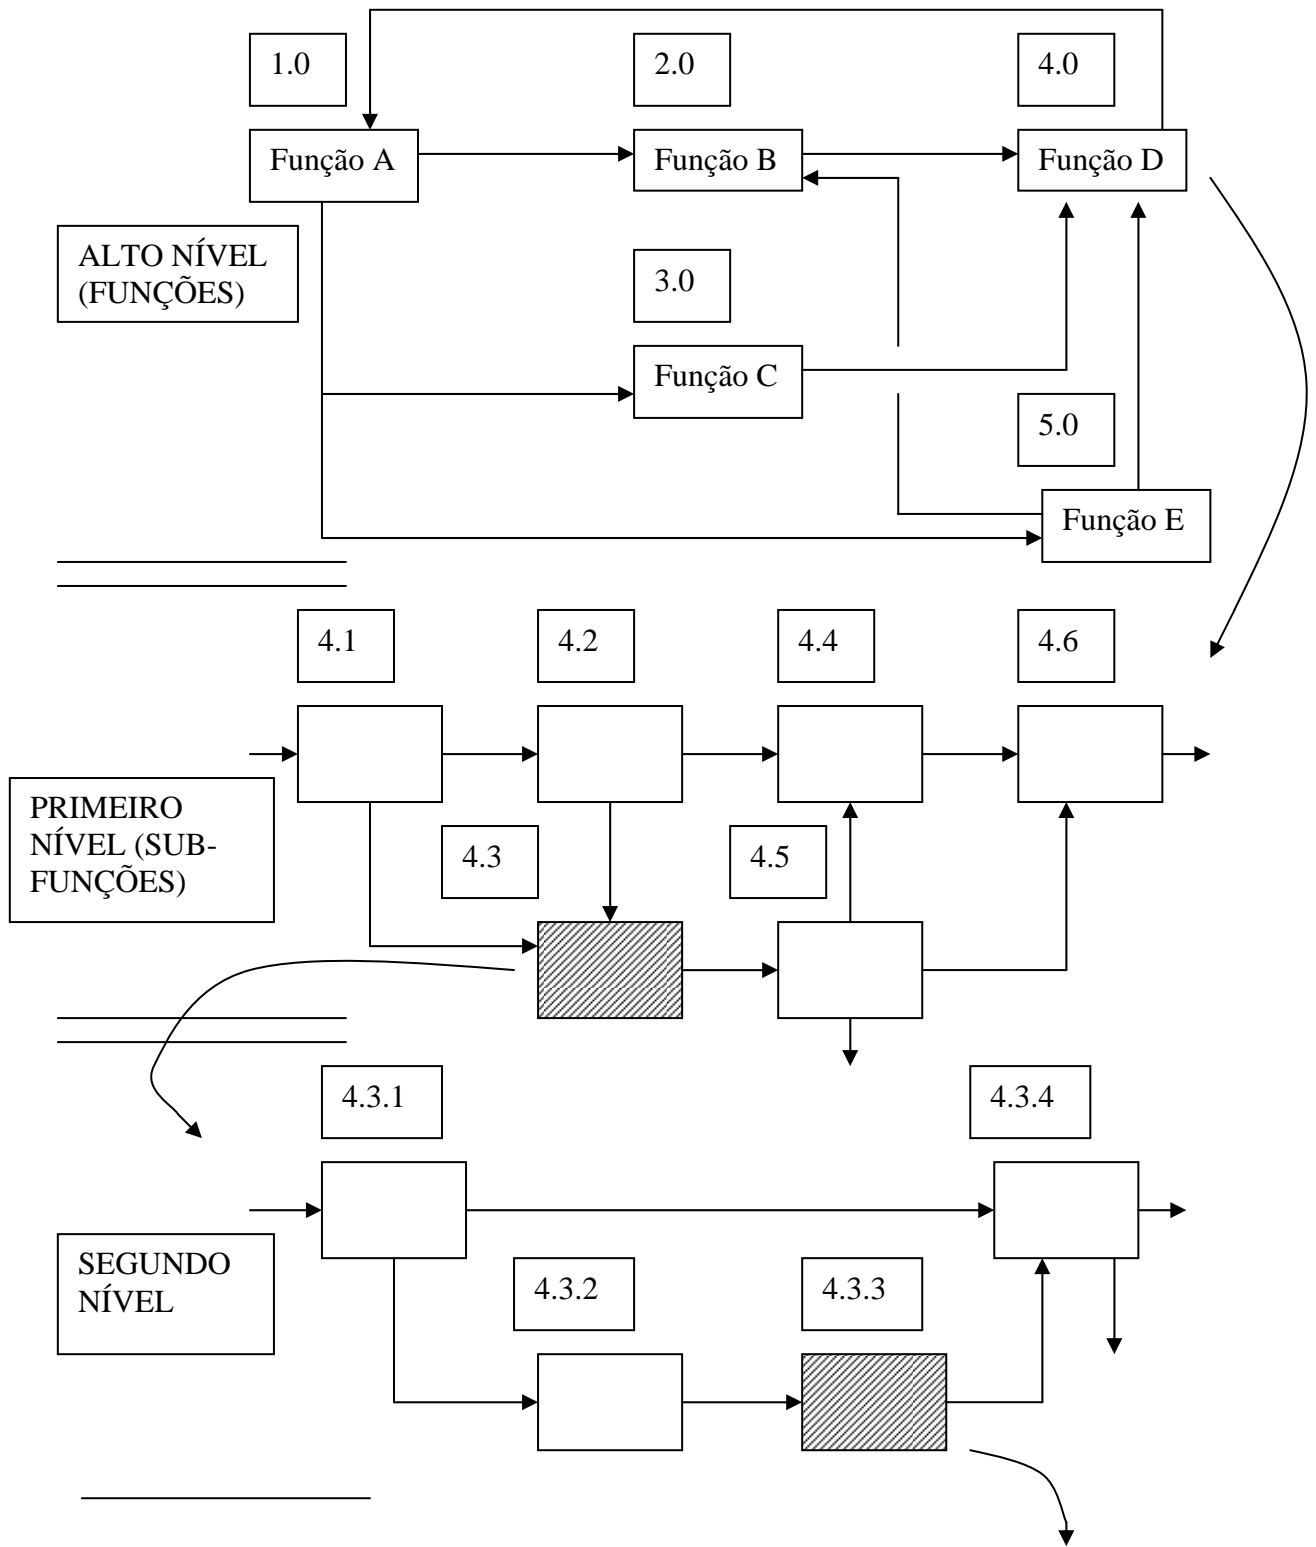 1.0
2.0
4.0
Função A
Função B
Função D
ALTO NÍVEL
(FUNÇÕES)
3.0
Função C
5.0
Função E
4.1
4.2
4.4
4.6
PRIMEIRO
NÍVEL (SUB-
FUNÇÕES)
4.3
4.5
4.3.1
4.3.4
SEGUNDO
NÍVEL
4.3.2
4.3.3